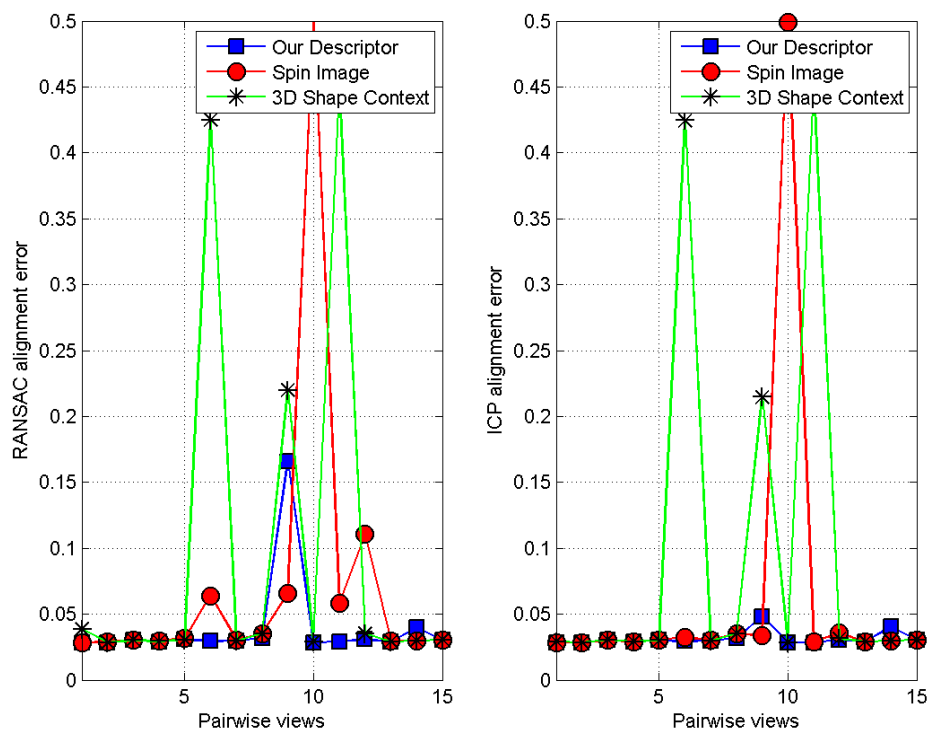 RANSAC alignment error
0.5
0.45
0.4
0.35
0.3
0.25
0.2
0.15
0.1
0.05
0
5
10
15
Pairwise views
Our Descriptor
Spin Image
3D Shape Context
ICP alignment error
0.5
0.45
0.4
0.35
0.3
0.25
0.2
0.15
0.1
0.05
0
5
10
15
Pairwise views
Our Descriptor
Spin Image
3D Shape Context